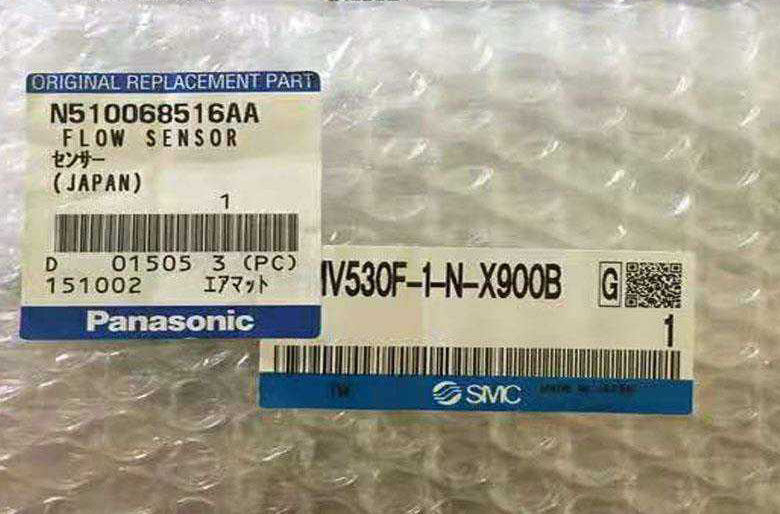 ORIGINAL REPLACEMENT PART
N510068516AA
FLOW SENSOR
センサー
(JAPAN)
1
D 01505 3 (PC)
151002 エアマット
Panasonic
V530F-1-N-X900B G
1
SMC